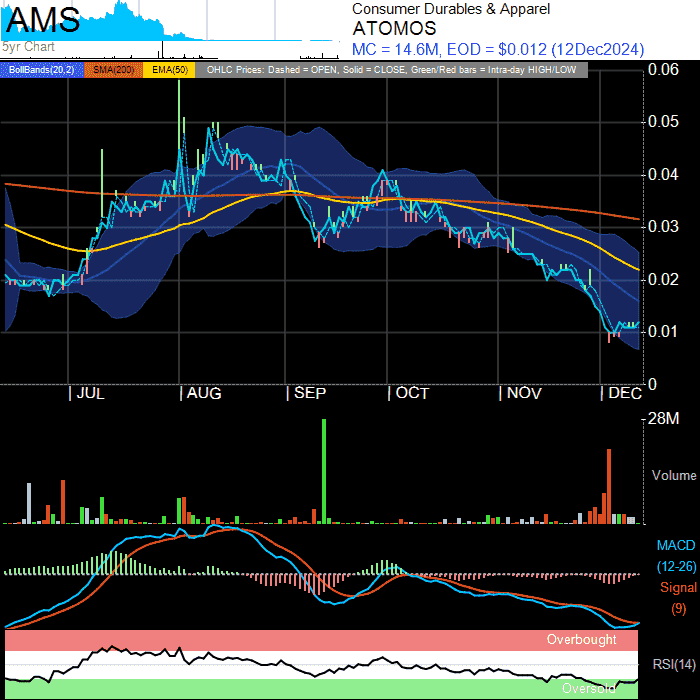 AMS
5yr Chart
Consumer Durables & Apparel
ATOMOS
MC = 14.6M, EOD = $0.012 (12Dec2024)
BollBands(20,2) SMA(200) EMA(50) OHLC Prices: Dashed = OPEN, Solid = CLOSE, Green/Red bars = Intra-day HIGH/LOW
0.06
0.05
0.04
0.03
0.02
0.01
0
| JUL | AUG | SEP | OCT | NOV | DEC
28M
Volume
MACD
(12-26)
Signal
(9)
Overbought
RSI(14)
Oversold